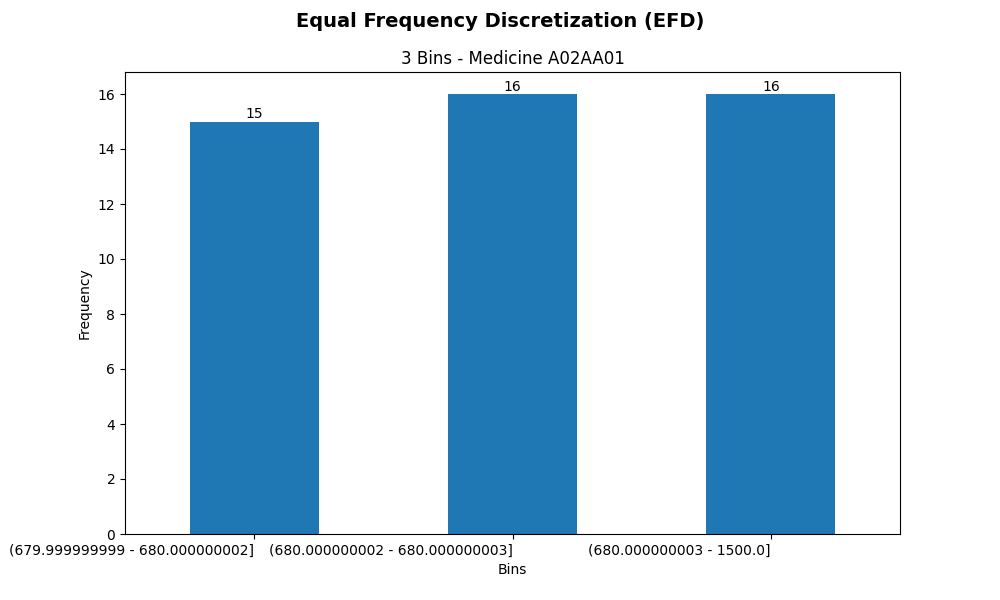 Equal Frequency Discretization (EFD)
3 Bins - Medicine A02AA01
16
14
12
10
8
6
4
2
0
Frequency
15
16
16
(679.999999999 - 680.000000002]
(680.000000002 - 680.000000003]
(680.000000003 - 1500.0]
Bins